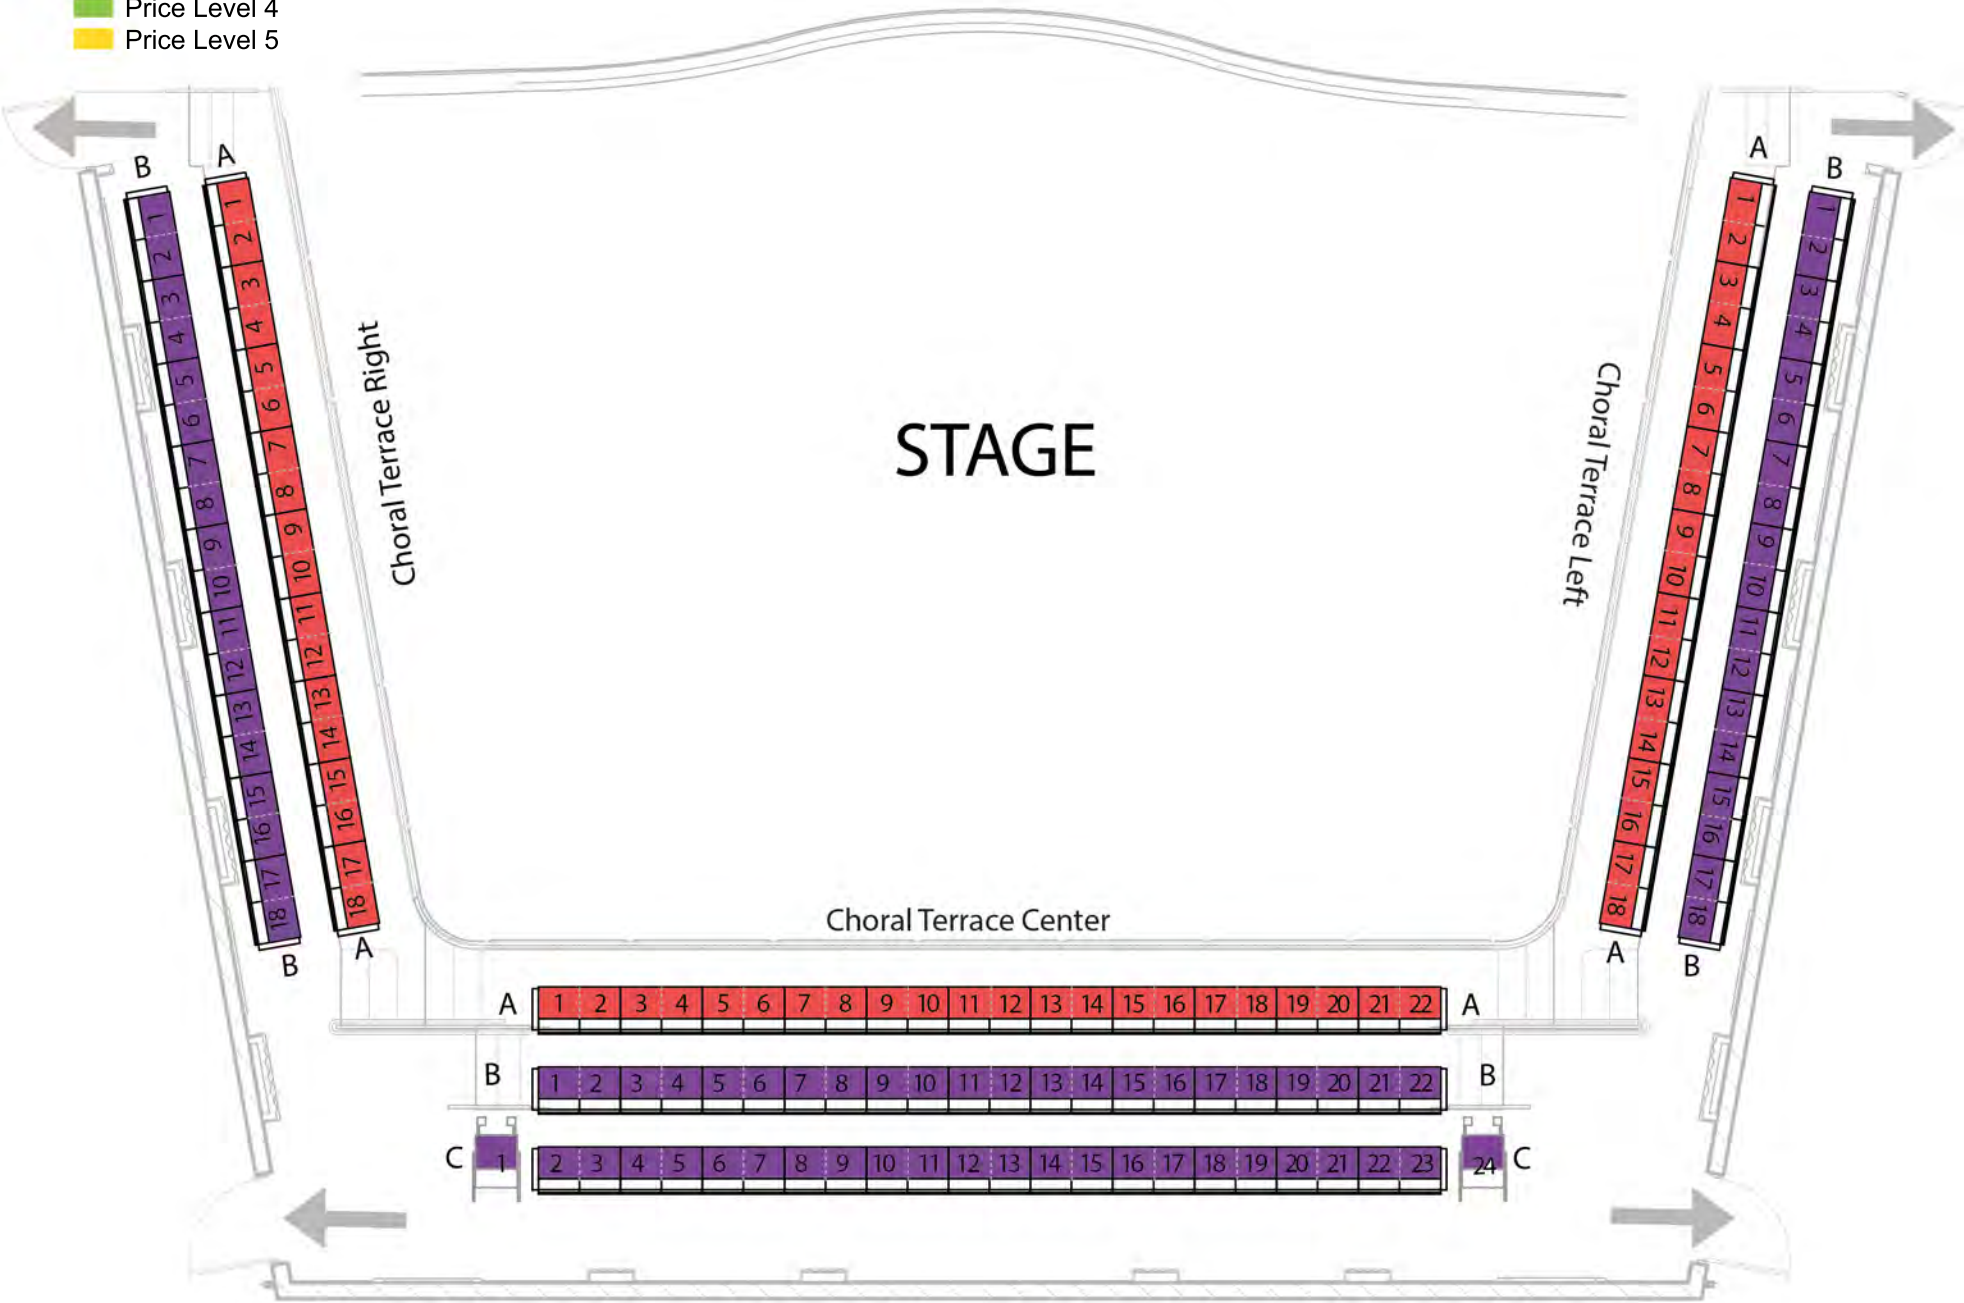 Price Level 4
Price Level 5
B A
A B
1 2 3 4 5 6 7 8 9 10 11 12 13 14 15 16 17 18
1 2 3 4 5 6 7 8 9 10 11 12 13 14 15 16 17 18
Choral Terrace Right
STAGE
Choral Terrace Left
1 2 3 4 5 6 7 8 9 10 11 12 13 14 15 16 17 18
1 2 3 4 5 6 7 8 9 10 11 12 13 14 15 16 17 18
B A
A B
Choral Terrace Center
A 1 2 3 4 5 6 7 8 9 10 11 12 13 14 15 16 17 18 19 20 21 22 A
B 1 2 3 4 5 6 7 8 9 10 11 12 13 14 15 16 17 18 19 20 21 22 B
C 1 2 3 4 5 6 7 8 9 10 11 12 13 14 15 16 17 18 19 20 21 22 23 24 C